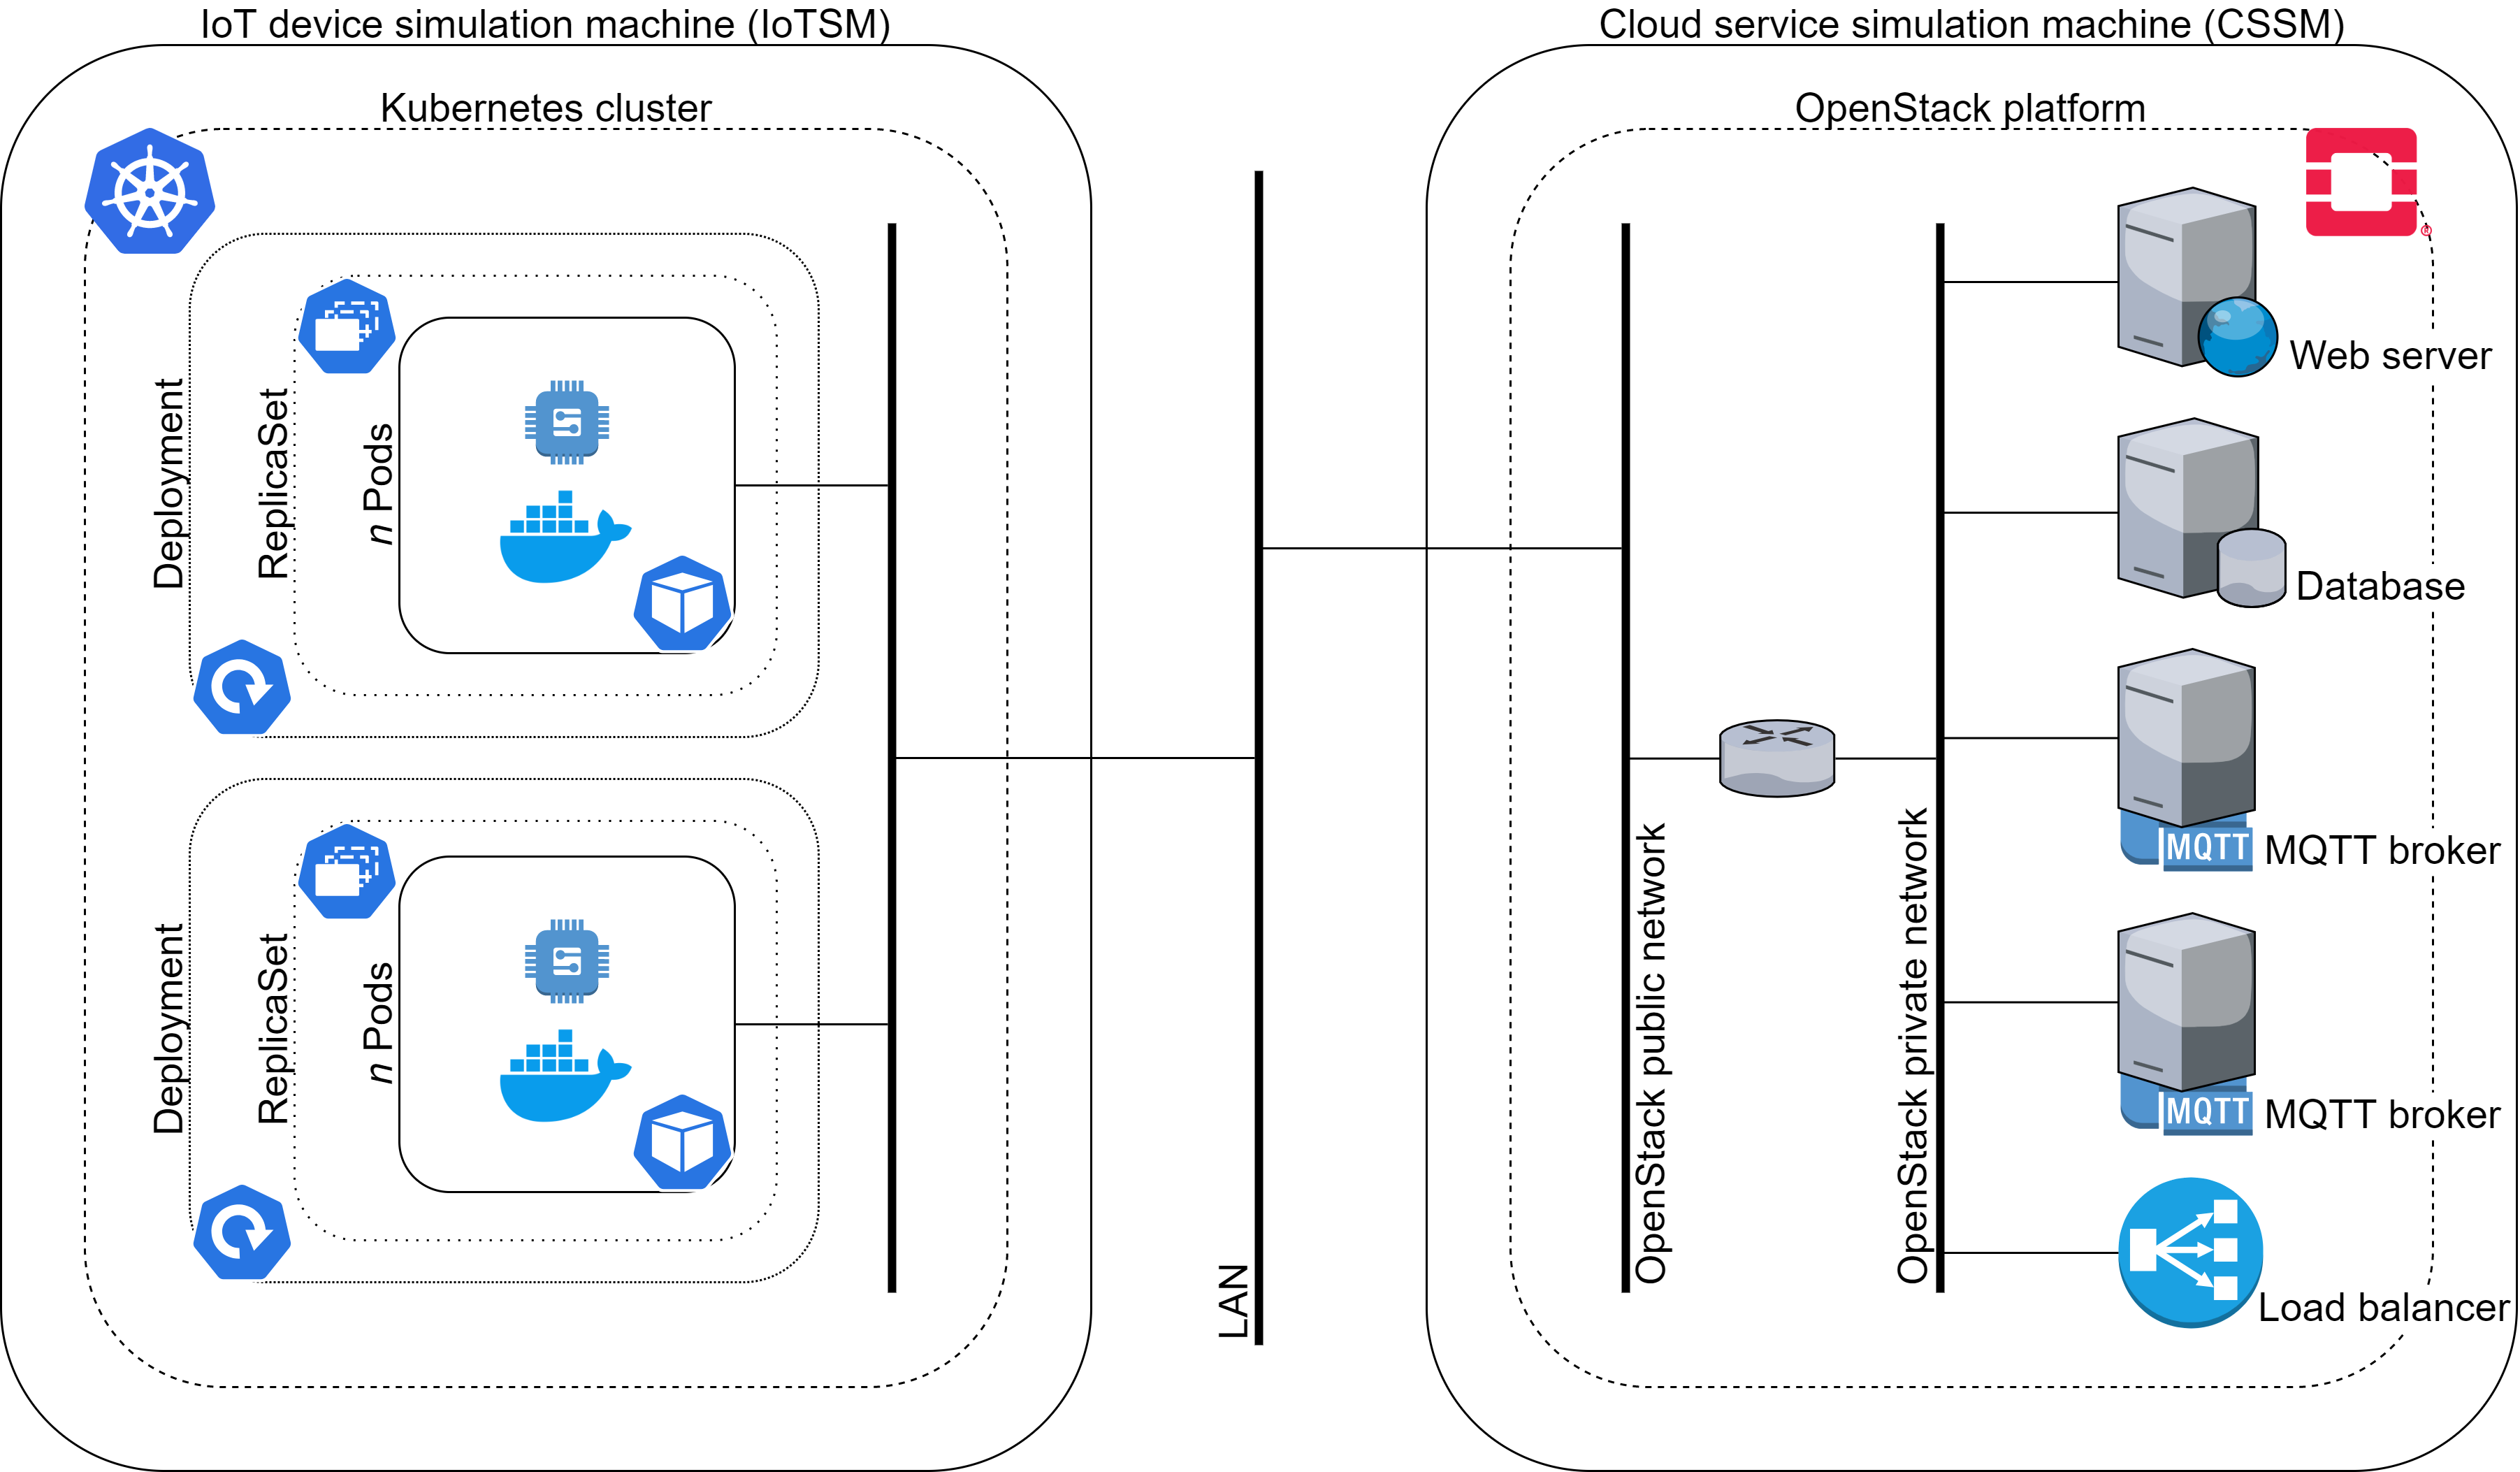 IoT device simulation machine (IoTSM)
Kubernetes cluster
Deployment
ReplicaSet
n Pods
Deployment
ReplicaSet
n Pods
LAN
Cloud service simulation machine (CSSM)
OpenStack platform
®
OpenStack public network
OpenStack private network
Web server
Database
MQTT
MQTT broker
MQTT
MQTT broker
Load balancer